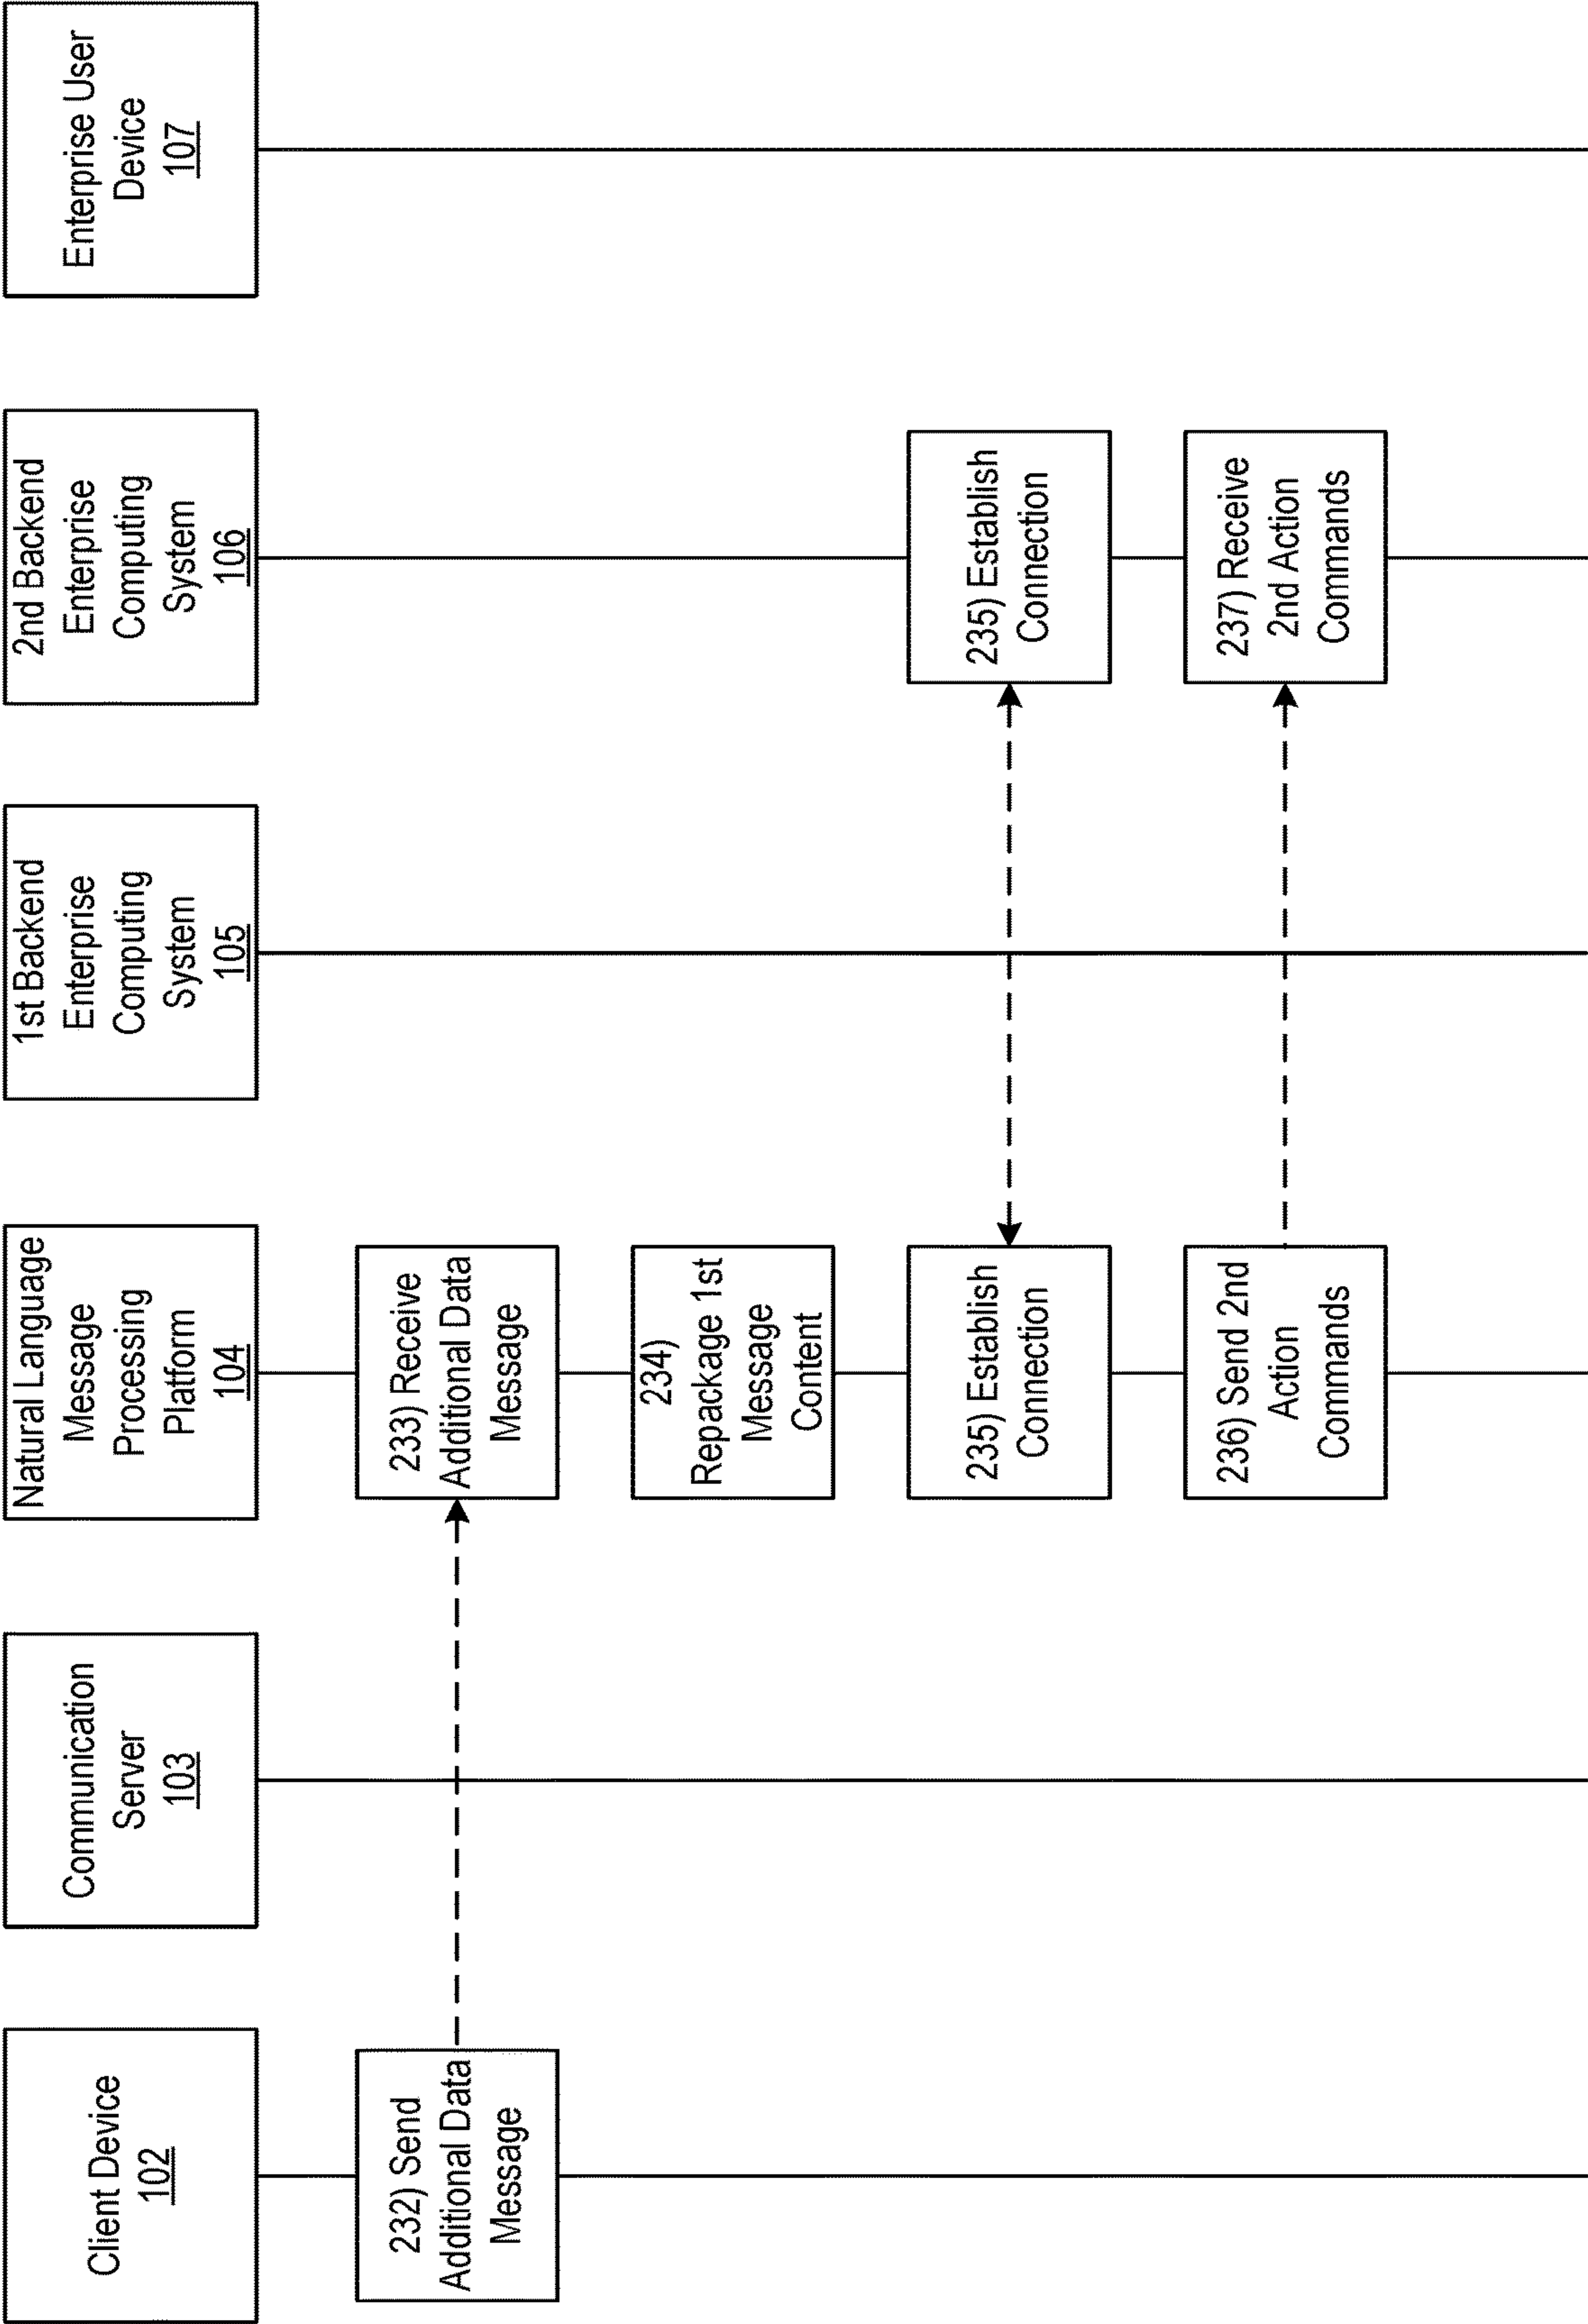 Client Device
102
Communication
Server
103
Natural Language
Message
Processing
Platform
104
1st Backend
Enterprise
Computing
System
105
2nd Backend
Enterprise
Computing
System
106
Enterprise User
Device
107
232) Send
Additional Data
Message
233) Receive
Additional Data
Message
234)
Repackage 1st
Message
Content
235) Establish
Connection
235) Establish
Connection
236) Send 2nd
Action
Commands
237) Receive
2nd Action
Commands